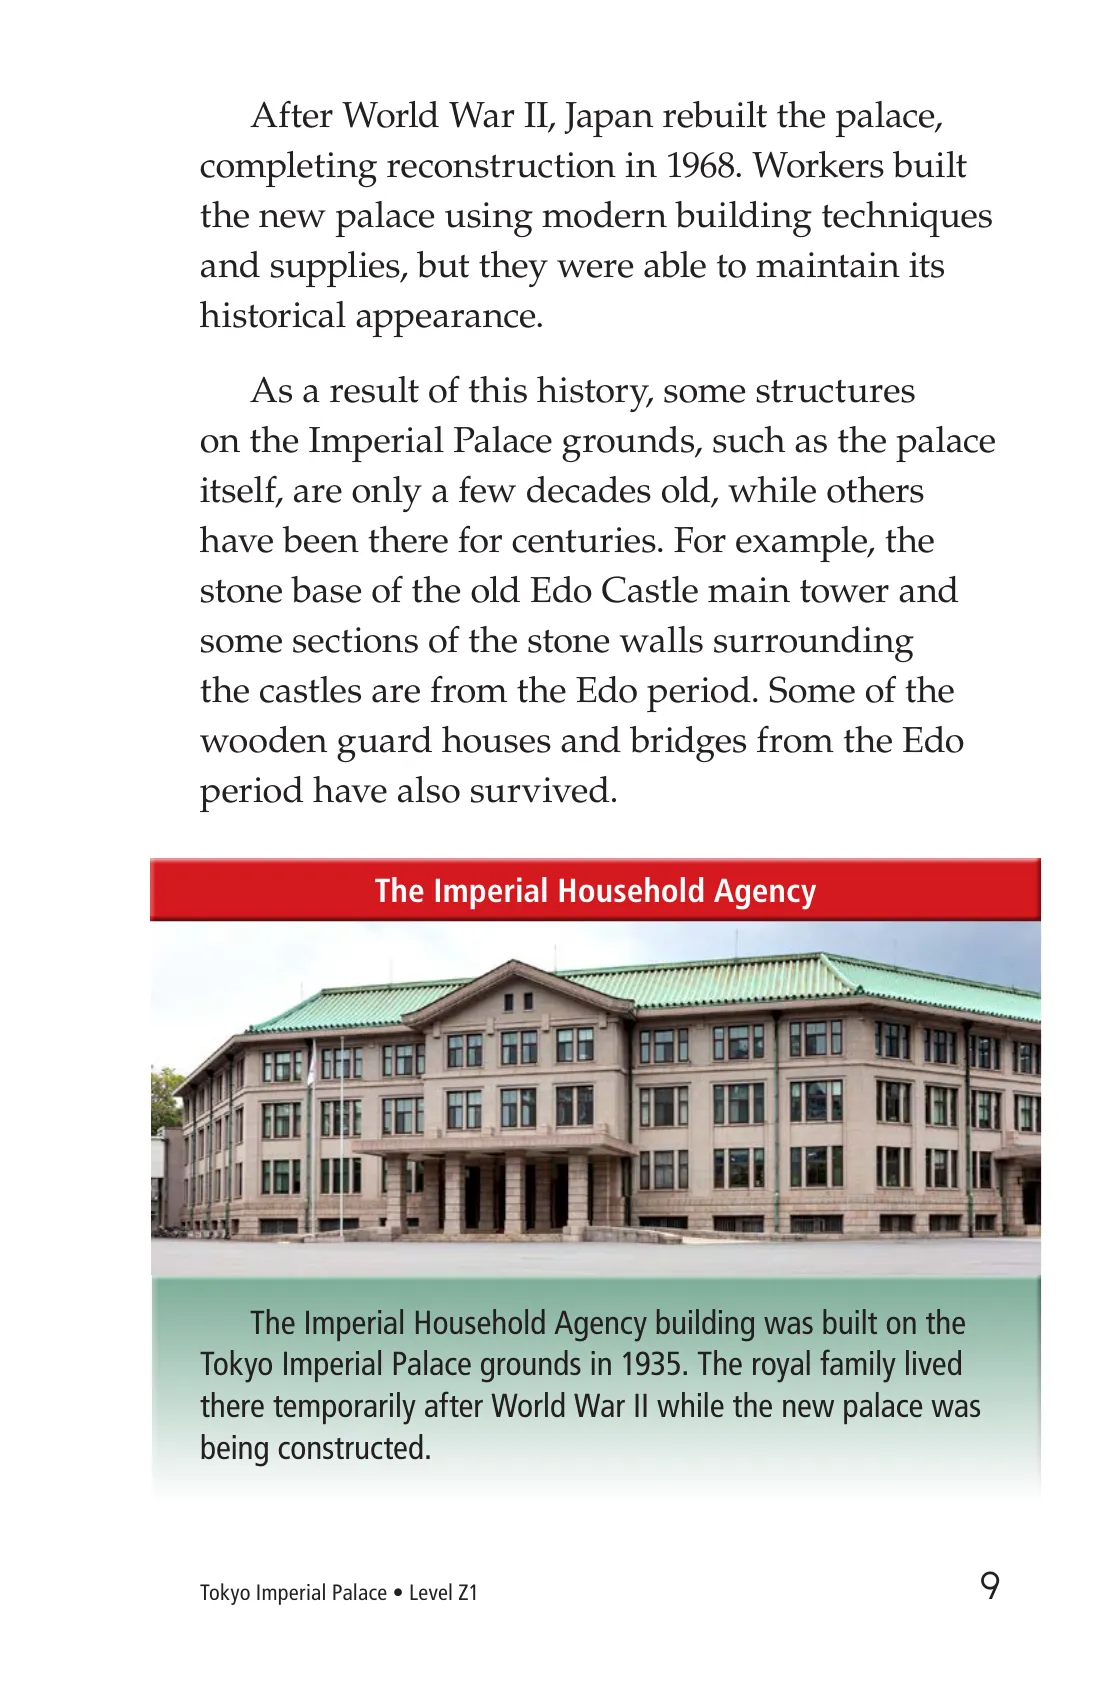 After World War II, Japan rebuilt the palace,
completing reconstruction in 1968. Workers built
the new palace using modern building techniques
and supplies, but they were able to maintain its
historical appearance.
As a result of this history, some structures
on the Imperial Palace grounds, such as the palace
itself, are only a few decades old, while others
have been there for centuries. For example, the
stone base of the old Edo Castle main tower and
some sections of the stone walls surrounding
the castles are from the Edo period. Some of the
wooden guard houses and bridges from the Edo
period have also survived.
The Imperial Household Agency
The Imperial Household Agency building was built on the
Tokyo Imperial Palace grounds in 1935. The royal family lived
there temporarily after World War II while the new palace was
being constructed.
Tokyo Imperial Palace • Level Z1
9